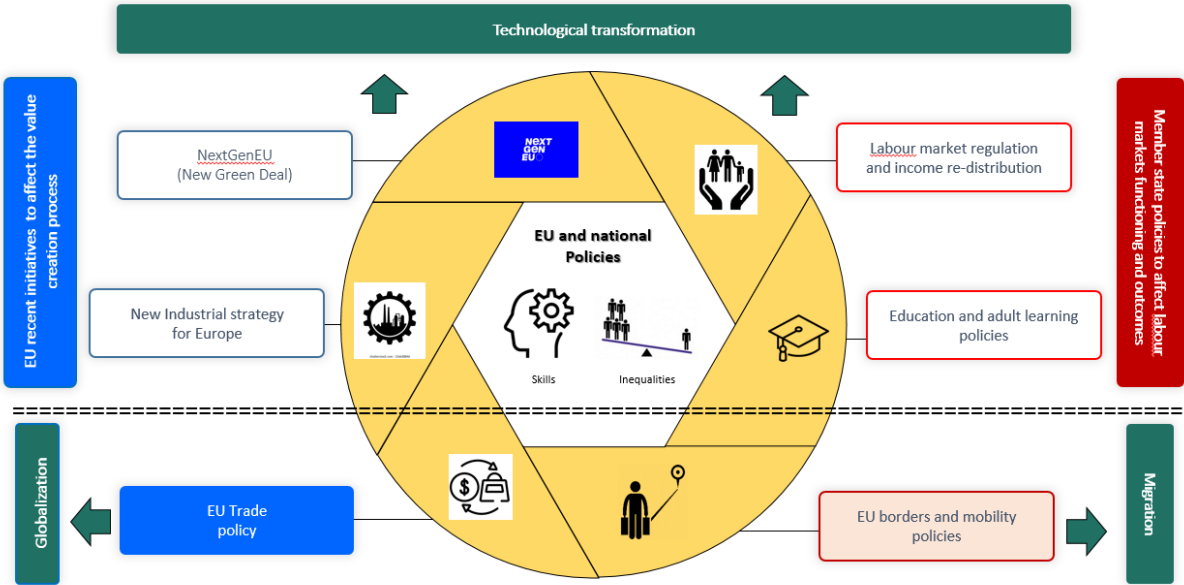 Technological transformation
EU recent initiatives to affect the value
creation process
NextGenEU
(New Green Deal)
NEXT
GEN
EU
Labour market regulation
and income re-distribution
Member state policies to affect labour
markets functioning and outcomes
EU and national
Policies
New Industrial strategy
for Europe
Skills
Inequalities
Education and adult learning
policies
Globalization
EU Trade
policy
$
EU borders and mobility
policies
Migration